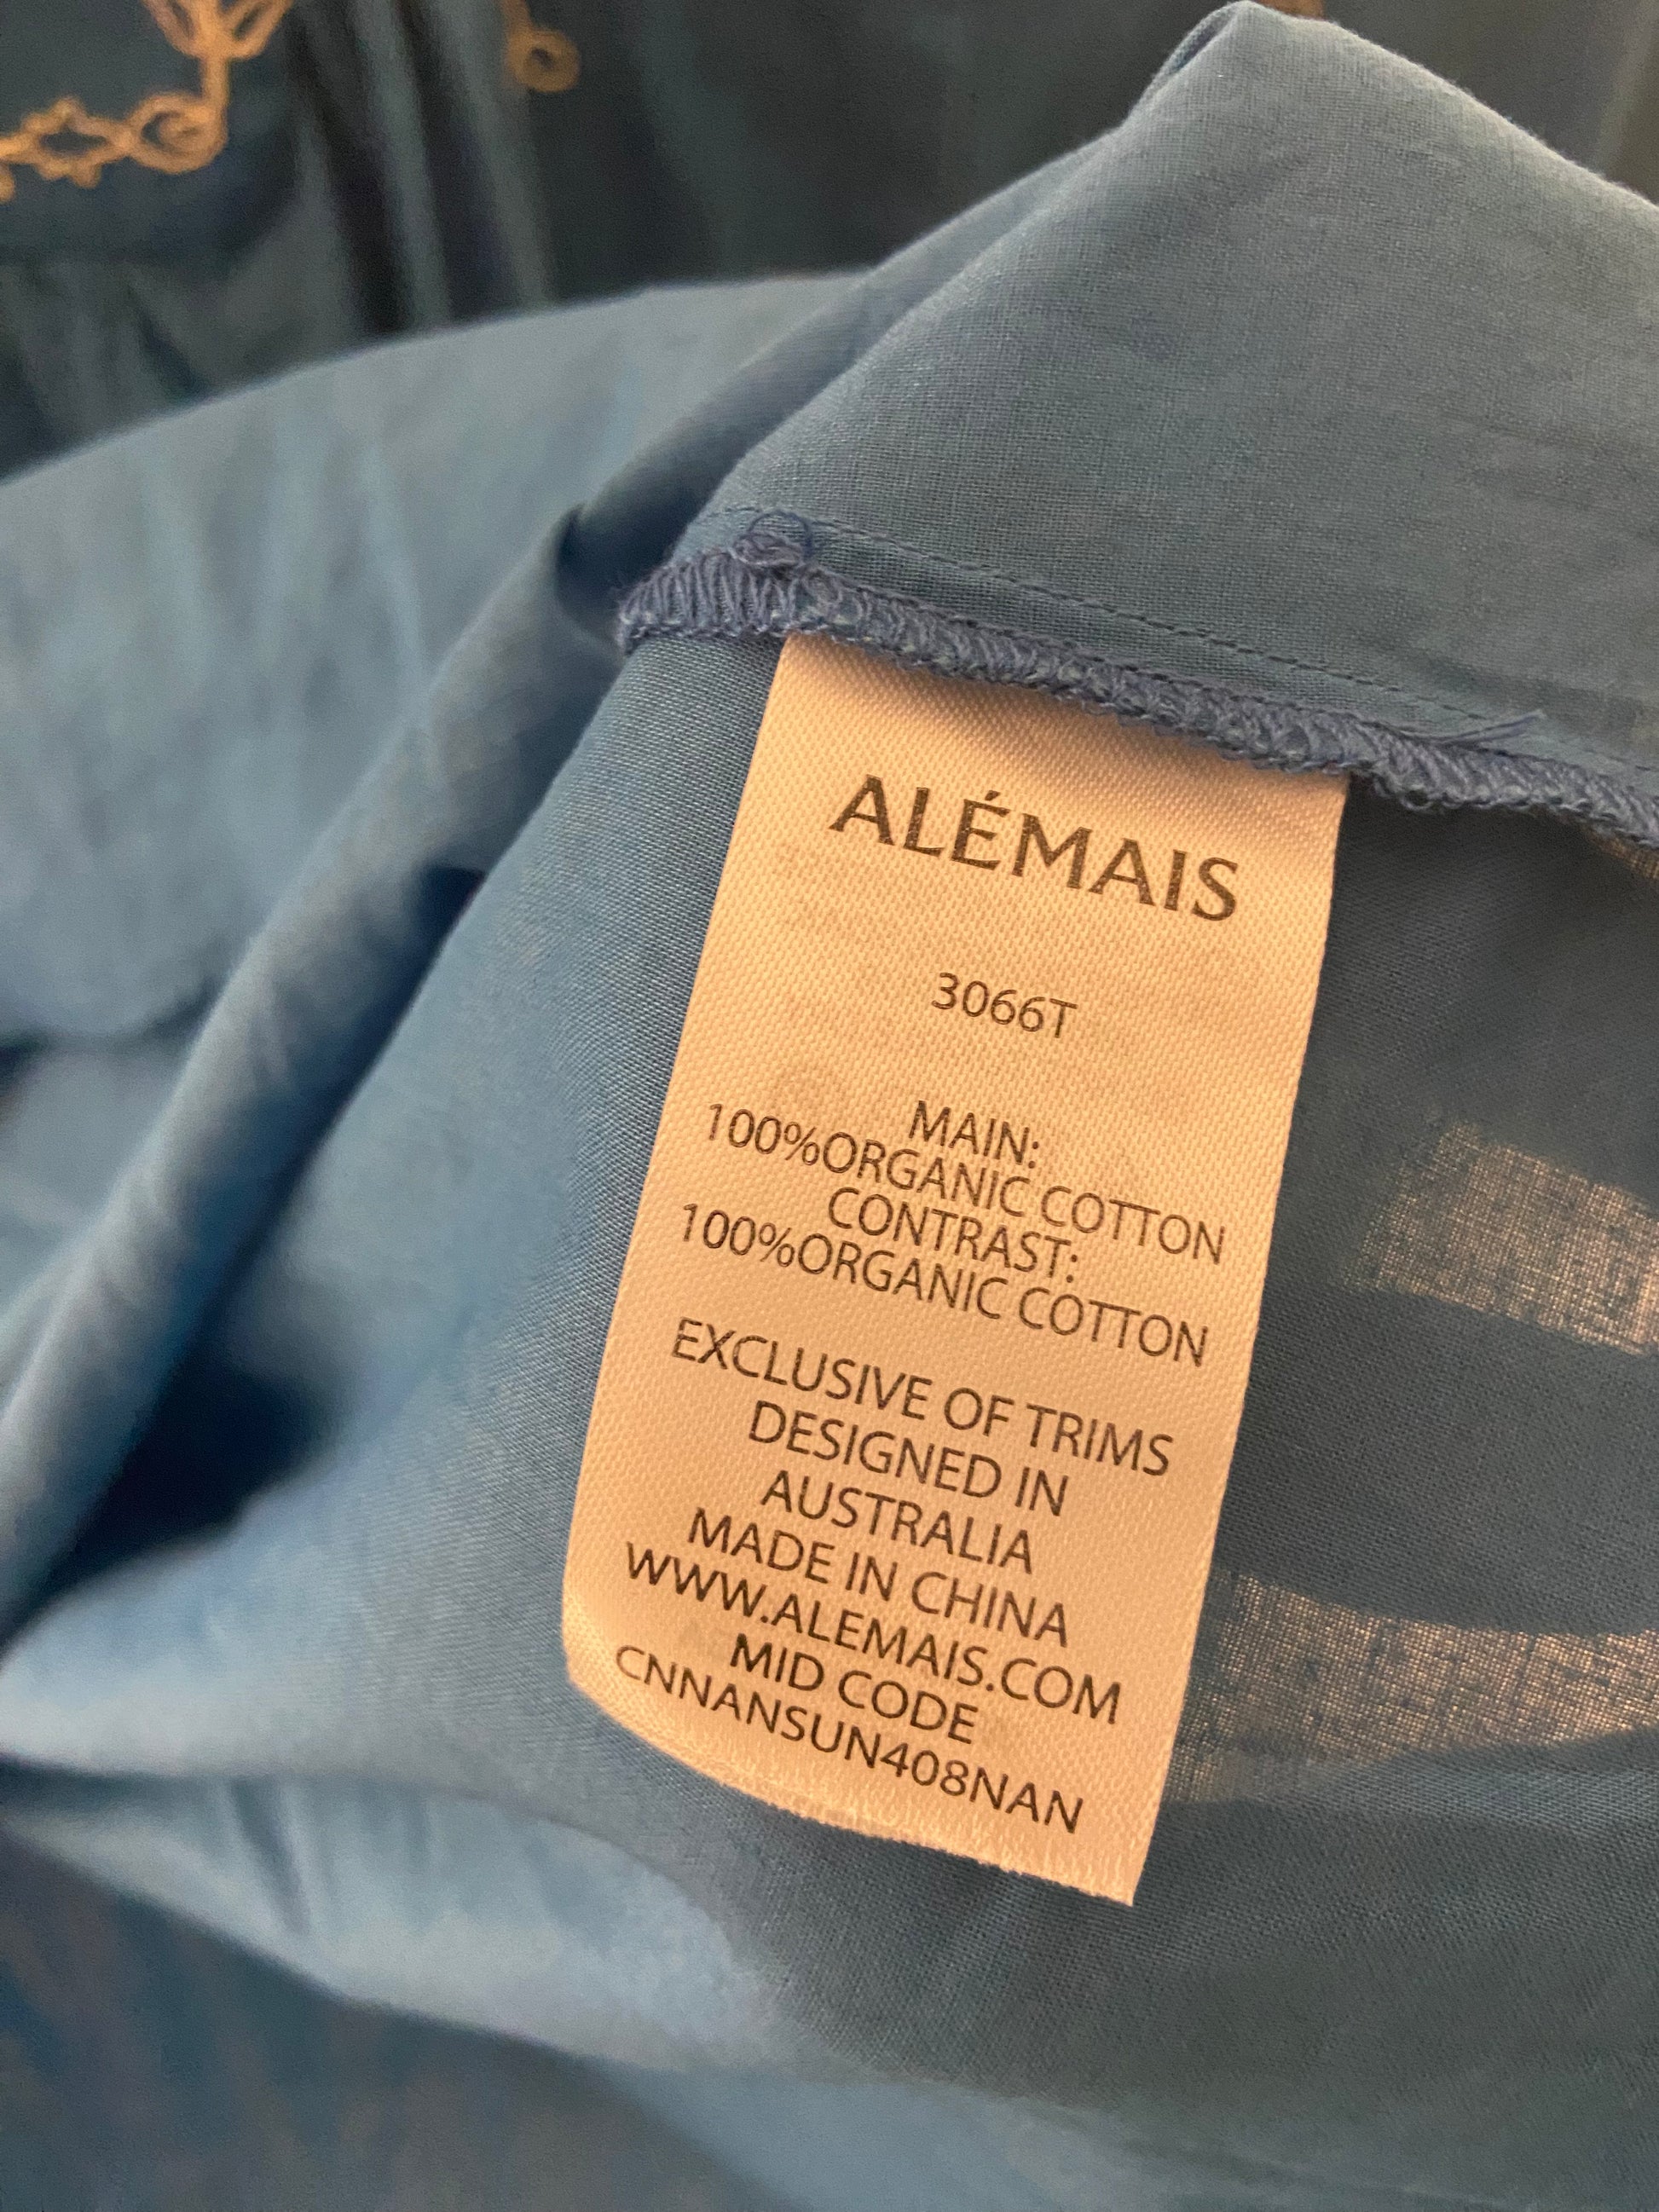 ALÉMAIS
3066T
MAIN:
100%ORGANIC COTTON
CONTRAST:
100%ORGANIC COTTON
EXCLUSIVE OF TRIMS
DESIGNED IN
AUSTRALIA
MADE IN CHINA
WWW.ALEMAIS.COM
MID CODE
CNNANSUN408NAN